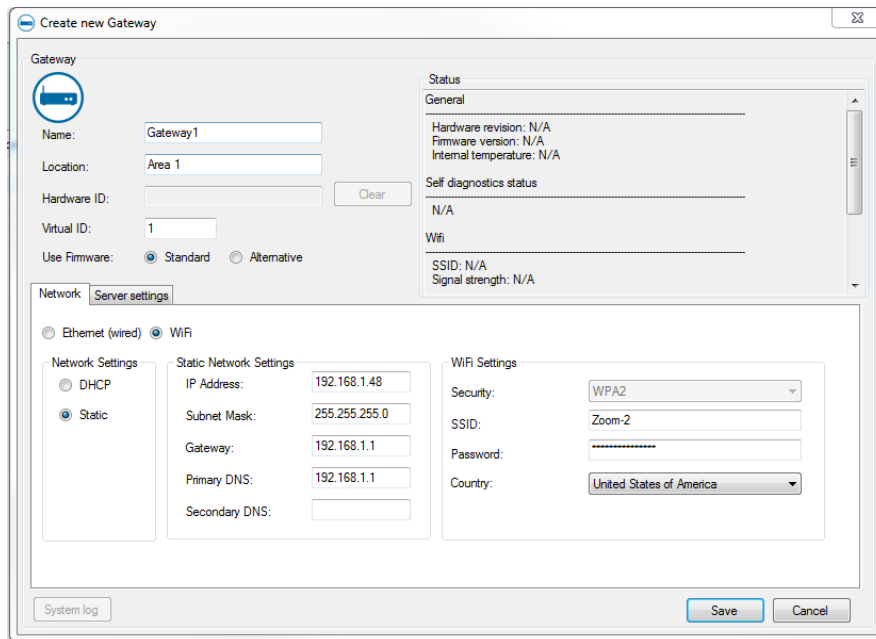 Create new Gateway
Gateway
Name: Gateway1
Location: Area 1
Hardware ID: Clear
Virtual ID: 1
Use Firmware: Standard Alternative
Status
General
Hardware revision: N/A
Firmware version: N/A
Internal temperature: N/A
Self diagnostics status
N/A
Wifi
SSID: N/A
Signal strength: N/A
Network Server settings
Ethernet (wired) WiFi
Network Settings
DHCP
Static
Static Network Settings
IP Address: 192.168.1.48
Subnet Mask: 255.255.255.0
Gateway: 192.168.1.1
Primary DNS: 192.168.1.1
Secondary DNS:
WiFi Settings
Security: WPA2
SSID: Zoom-2
Password: ***************
Country: United States of America
System log Save Cancel